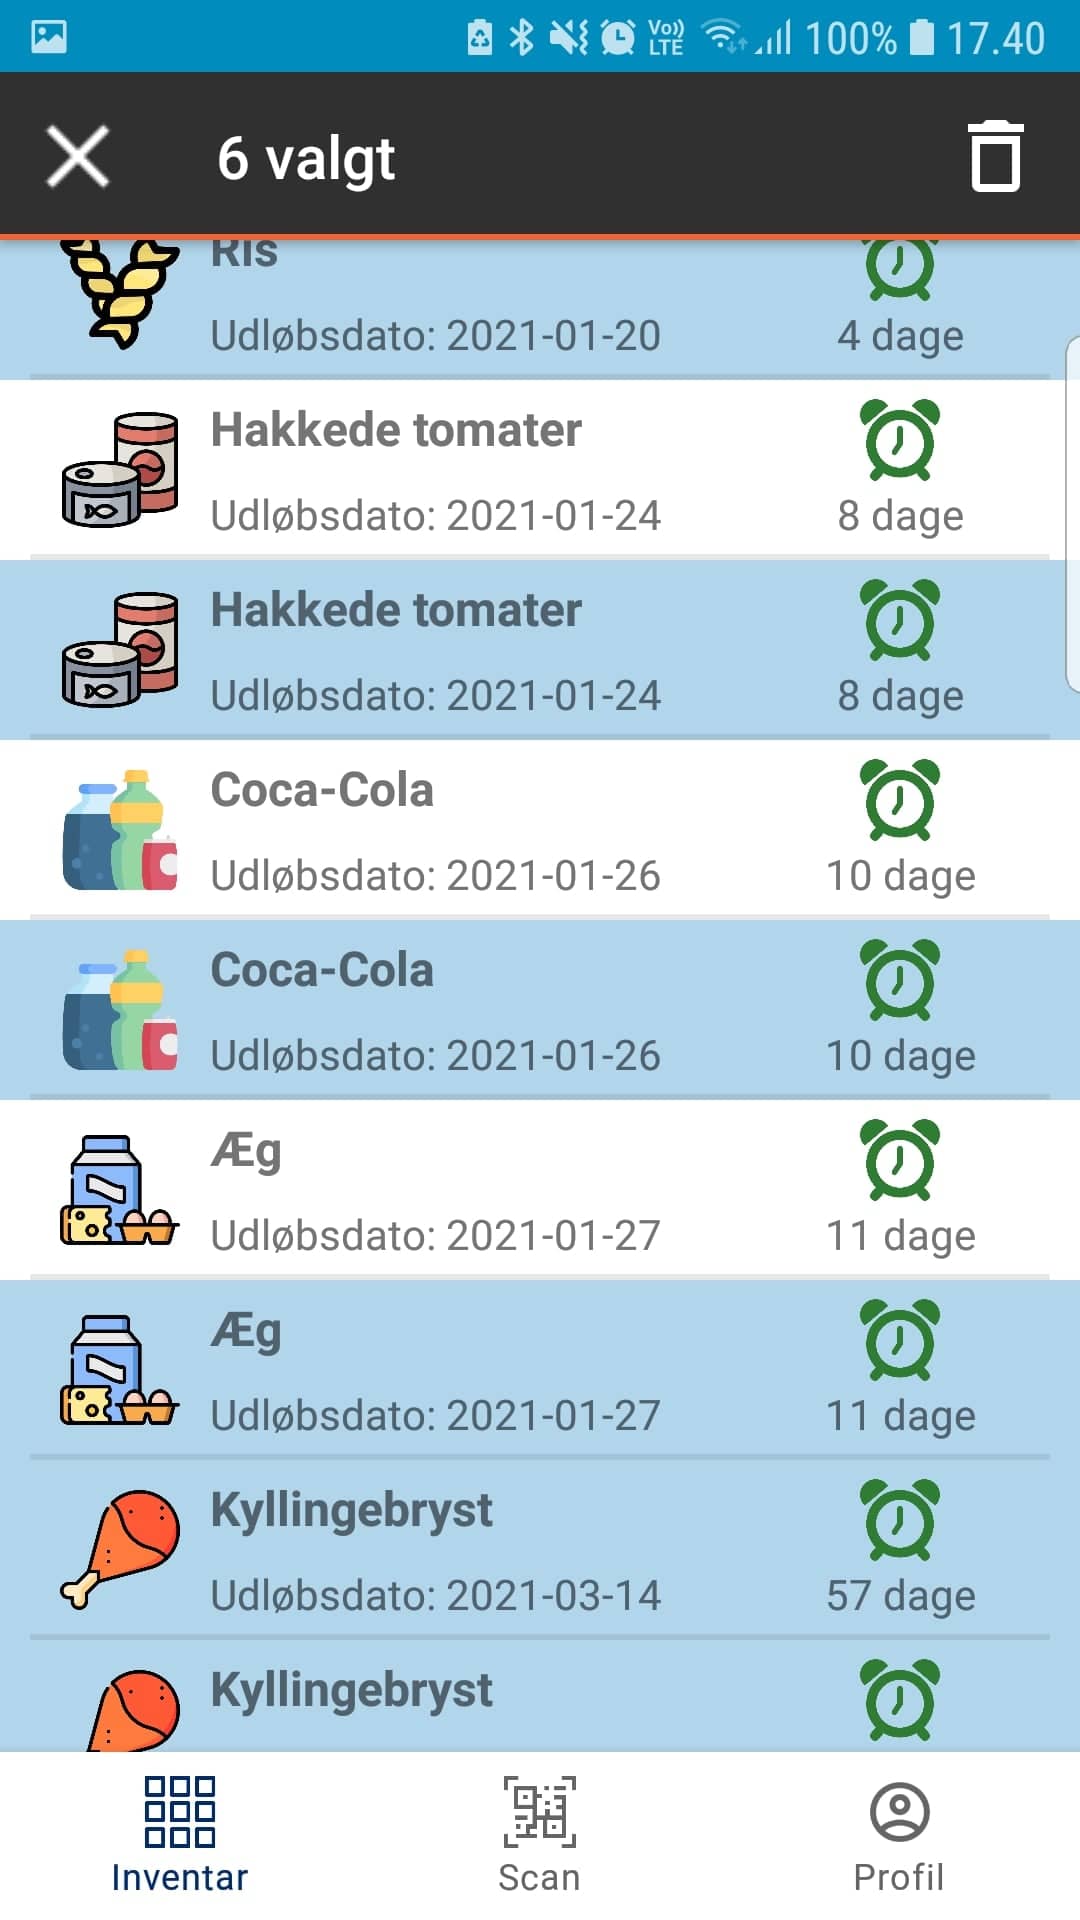 Vo)) LTE 100% 17.40
6 valgt
Ris
Udløbsdato: 2021-01-20 4 dage
Hakkede tomater
Udløbsdato: 2021-01-24 8 dage
Hakkede tomater
Udløbsdato: 2021-01-24 8 dage
Coca-Cola
Udløbsdato: 2021-01-26 10 dage
Coca-Cola
Udløbsdato: 2021-01-26 10 dage
Æg
Udløbsdato: 2021-01-27 11 dage
Æg
Udløbsdato: 2021-01-27 11 dage
Kyllingebryst
Udløbsdato: 2021-03-14 57 dage
Kyllingebryst
Inventar Scan Profil